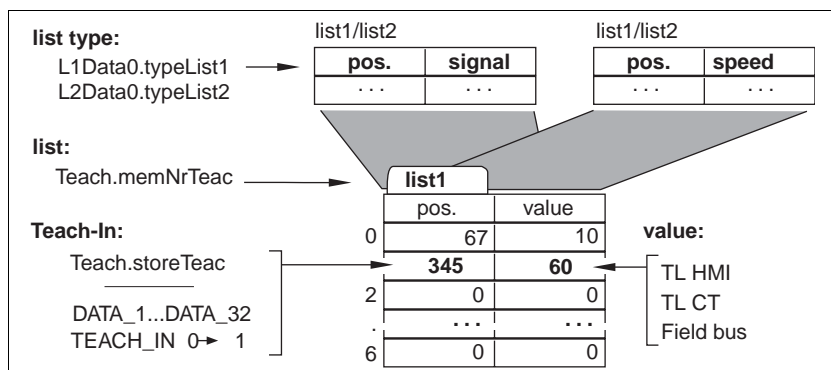 list type:
L1Data0.typeList1
L2Data0.typeList2
list1/list2
pos. signal
. . . . . .
list1/list2
pos. speed
. . . . . .
list:
Teach.memNrTeac
list1
pos. value
0 67 10
345 60
2 0 0
. ... ...
6 0 0
Teach-In:
Teach.storeTeac
DATA_1...DATA_32
TEACH_IN 0→ 1
value:
TL HMI
TL CT
Field bus